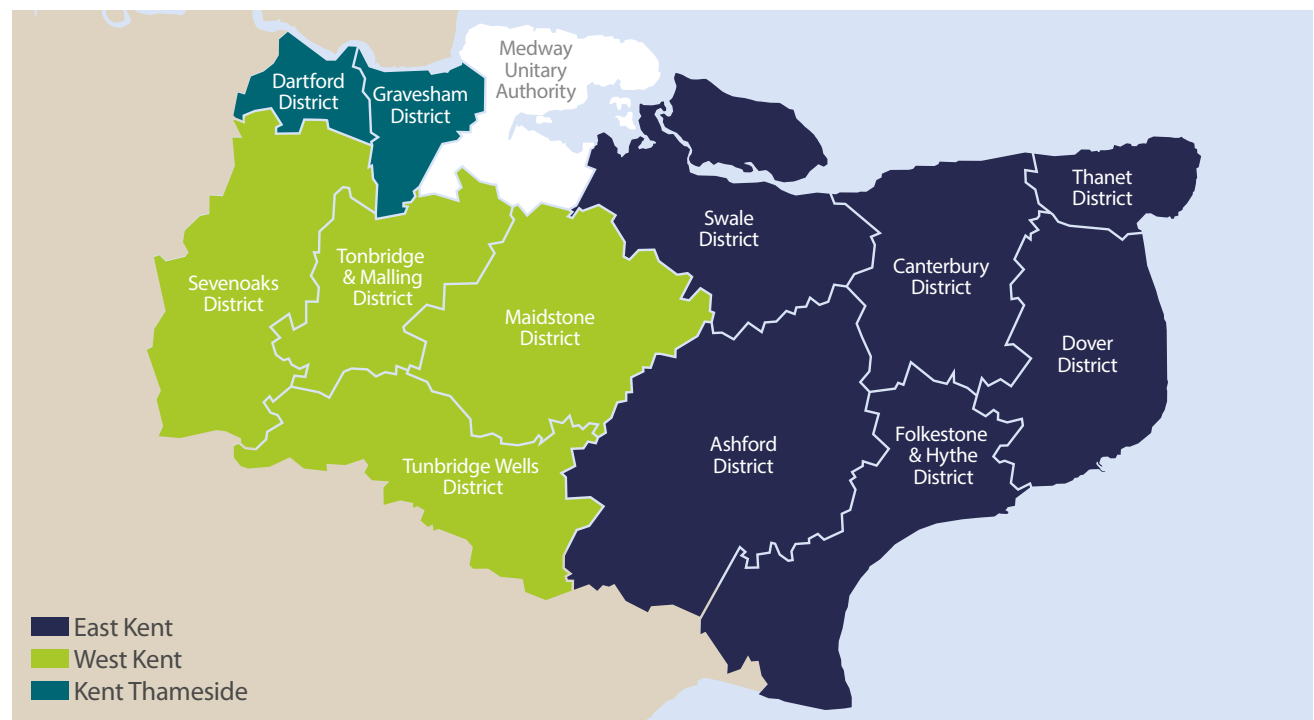 Medway
Unitary
Authority
Dartford
District
Gravesham
District
Thanet
District
Swale
District
Tonbridge
& Malling
District
Canterbury
District
Sevenoaks
District
Maidstone
District
Dover
District
Ashford
District
Folkestone
& Hythe
District
Tunbridge Wells
District
East Kent
West Kent
Kent Thameside